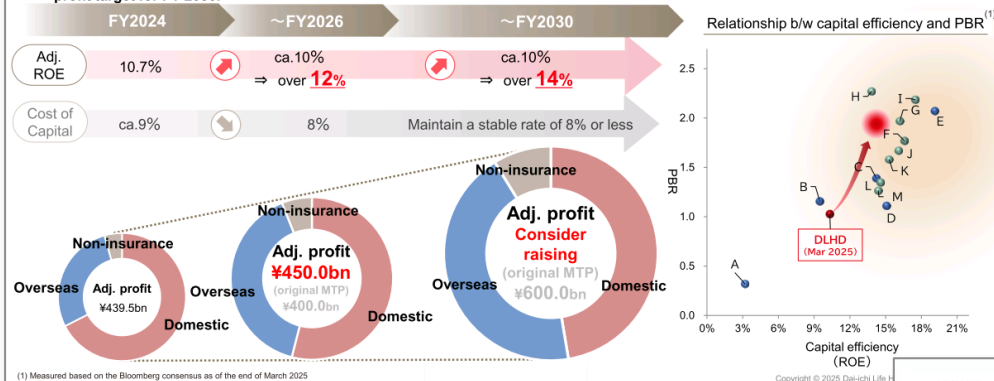 FY2024
～FY2026
～FY2030
Adj.
ROE
10.7%
ca.10%
⇒ over 12%
ca.10%
⇒ over 14%
Cost of
Capital
ca.9%
8%
Maintain a stable rate of 8% or less
Non-insurance
Overseas
Adj. profit
¥439.5bn
Domestic
Non-insurance
Overseas
Adj. profit
¥450.0bn
(original MTP)
¥400.0bn
Domestic
Non-insurance
Overseas
Adj. profit
Consider
raising
(original MTP)
¥600.0bn
Domestic
(1) Measured based on the Bloomberg consensus as of the end of March 2025
Relationship b/w capital efficiency and PBR(1)
PBR
2.5
2.0
1.5
1.0
0.5
0.0
0%
3%
6%
9%
12%
15%
18%
21%
H
I
G
E
F
J
K
C
L
M
D
B
A
DLHD
(Mar 2025)
Capital efficiency
(ROE)
Copyright © 2025 Dai-ichi Life H